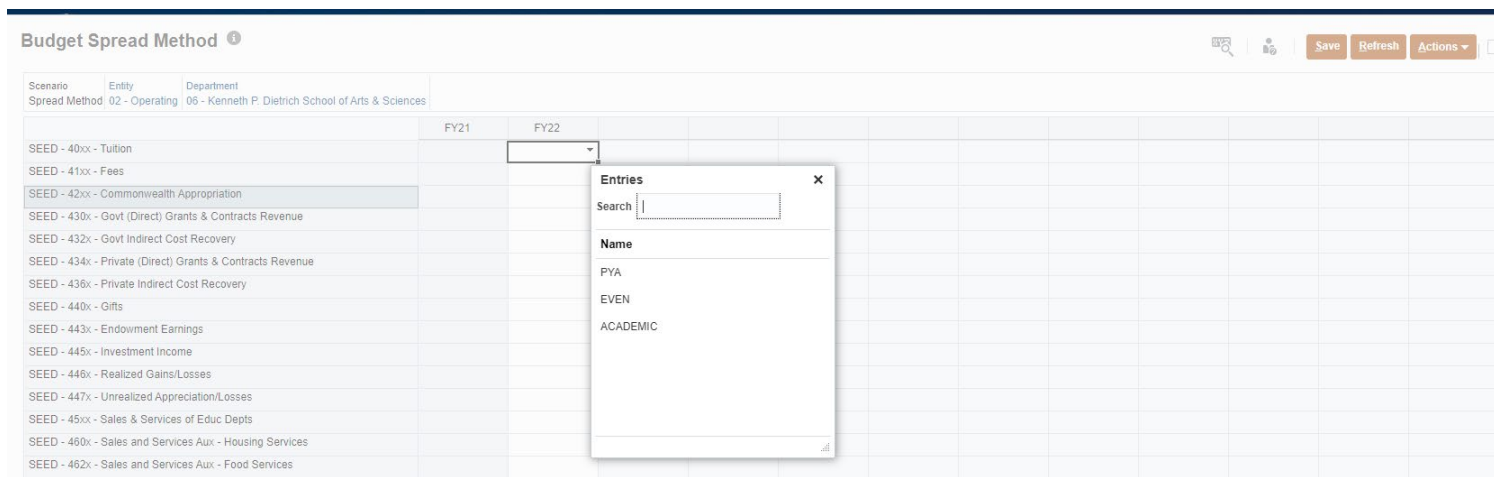 Budget Spread Method
Save Refresh Actions
Scenario Entity Department
Spread Method 02 - Operating 06 - Kenneth P. Dietrich School of Arts & Sciences
FY21 FY22
SEED - 40xx - Tuition
SEED - 41xx - Fees
SEED - 42xx - Commonwealth Appropriation
SEED - 430x - Govt (Direct) Grants & Contracts Revenue
SEED - 432x - Govt Indirect Cost Recovery
SEED - 434x - Private (Direct) Grants & Contracts Revenue
SEED - 436x - Private Indirect Cost Recovery
SEED - 440x - Gifts
SEED - 443x - Endowment Earnings
SEED - 445x - Investment Income
SEED - 446x - Realized Gains/Losses
SEED - 447x - Unrealized Appreciation/Losses
SEED - 45xx - Sales & Services of Educ Depts
SEED - 460x - Sales and Services Aux - Housing Services
SEED - 462x - Sales and Services Aux - Food Services
Entries
Search
Name
PYA
EVEN
ACADEMIC